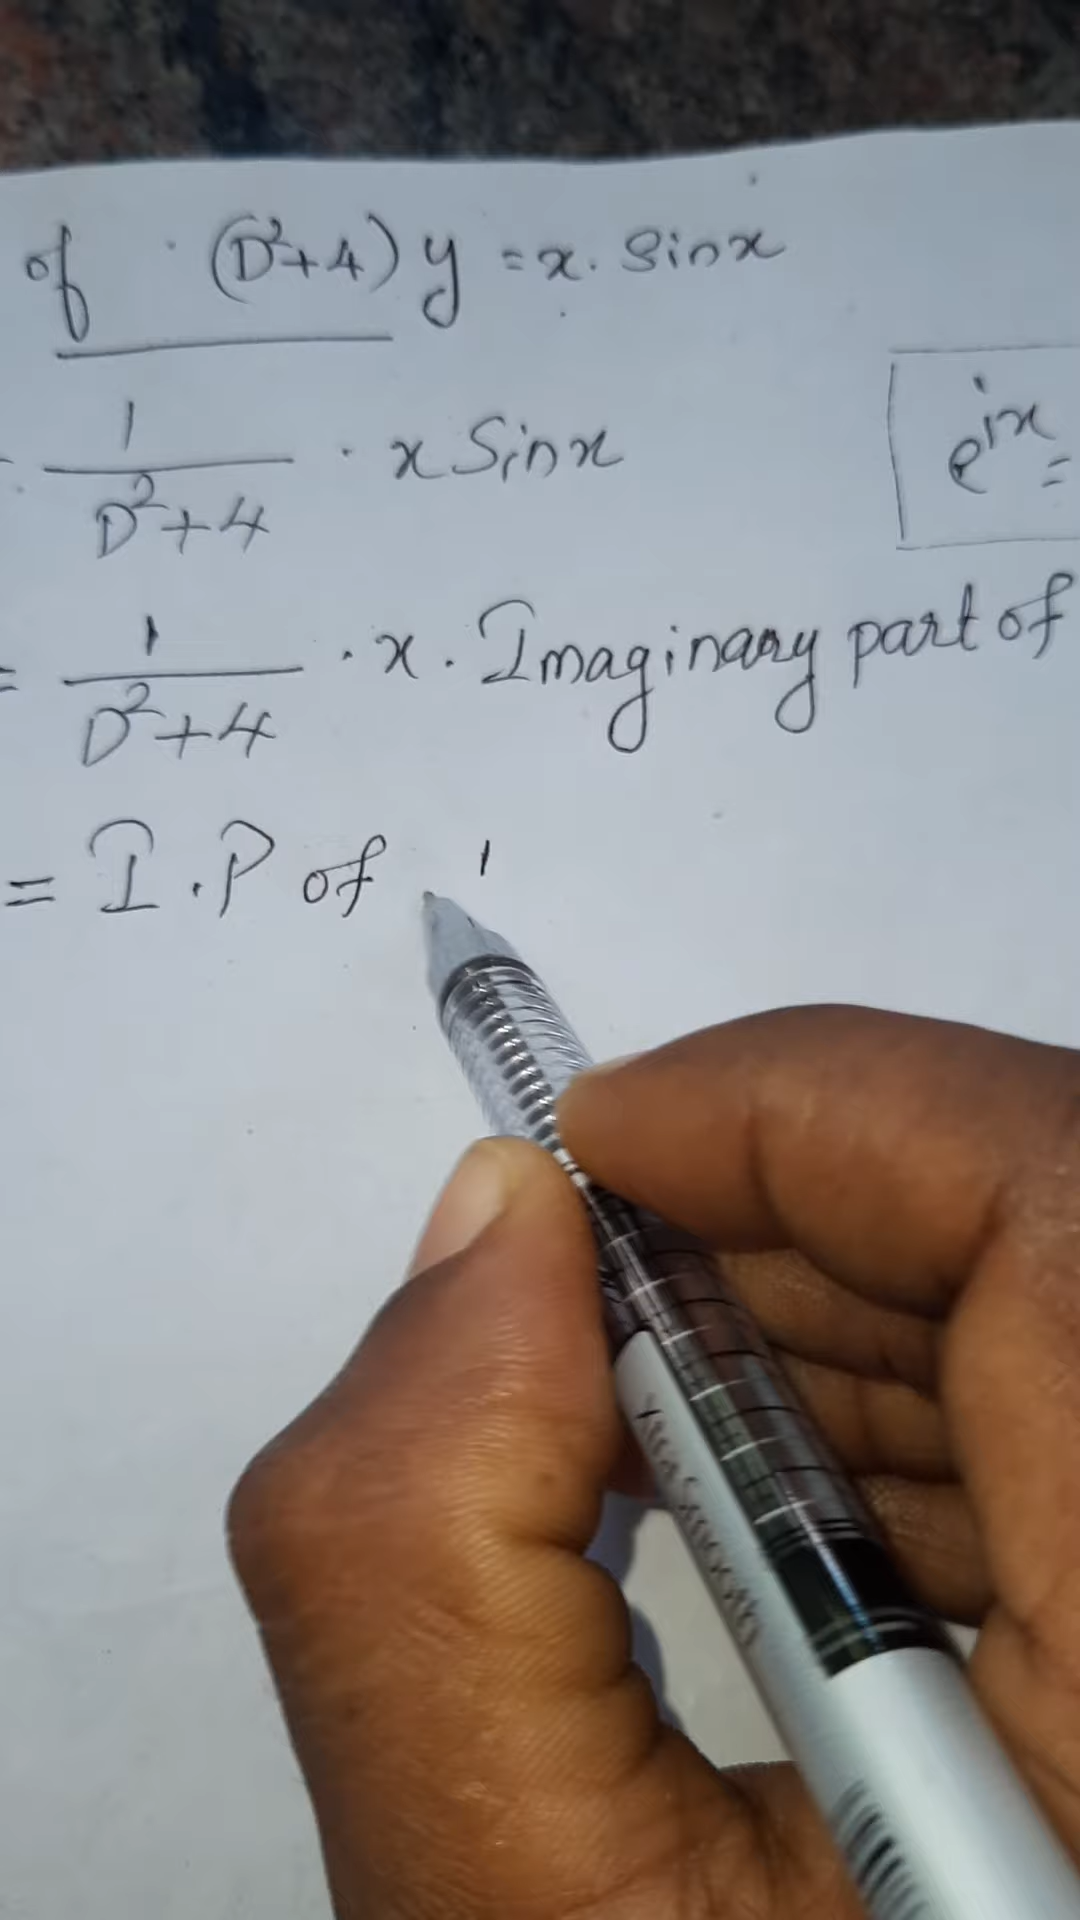 of (D²+4) y = x. Sinx
1/(D²+4) . x Sinx
e^ix =
= 1/(D²+4) . x. Imaginary part of
= I.P of 1